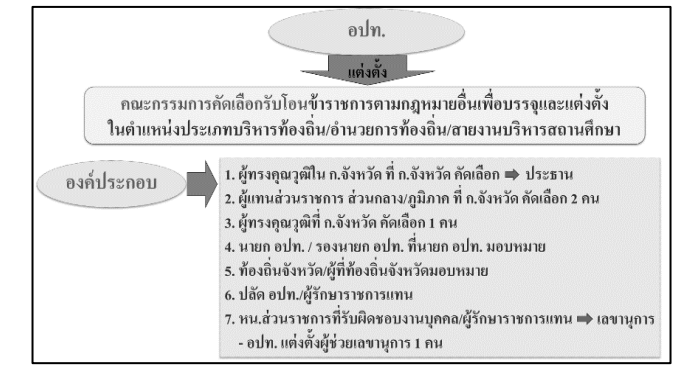 อปท.
แต่งตั้ง
คณะกรรมการคัดเลือกรับโอนข้าราชการตามกฎหมายอื่นเพื่อบรรจุและแต่งตั้ง
ในตำแหน่งประเภทบริหารท้องถิ่น/อำนวยการท้องถิ่น/สายงานบริหารสถานศึกษา
องค์ประกอบ
1. ผู้ทรงคุณวุฒิใน ก.จังหวัด ที่ ก.จังหวัด คัดเลือก ➡ ประธาน
2. ผู้แทนส่วนราชการ ส่วนกลาง/ภูมิภาค ที่ ก.จังหวัด คัดเลือก 2 คน
3. ผู้ทรงคุณวุฒิที่ ก.จังหวัด คัดเลือก 1 คน
4. นายก อปท. / รองนายก อปท. ที่นายก อปท. มอบหมาย
5. ท้องถิ่นจังหวัด/ผู้ที่ท้องถิ่นจังหวัดมอบหมาย
6. ปลัด อปท./ผู้รักษาราชการแทน
7. หน.ส่วนราชการที่รับผิดชอบงานบุคคล/ผู้รักษาราชการแทน ➡ เลขานุการ
- อปท. แต่งตั้งผู้ช่วยเลขานุการ 1 คน